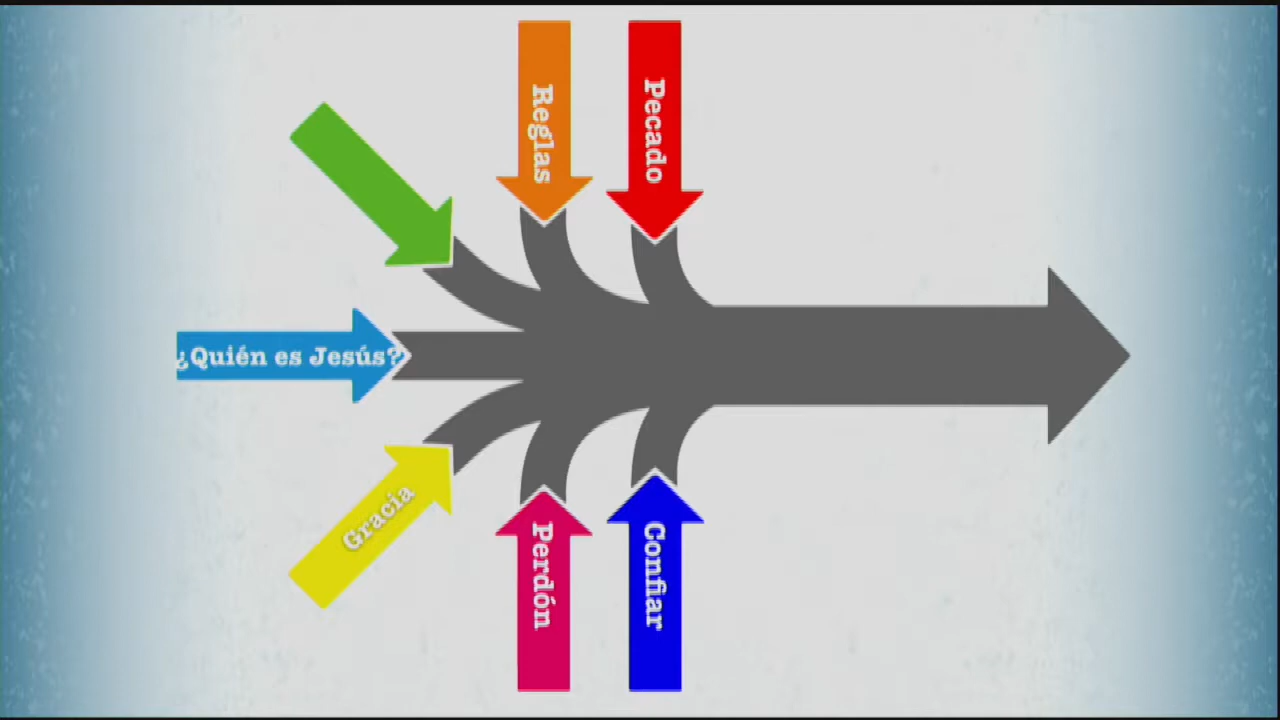 Reglas
Pecado
¿Quién es Jesús?
Gracia
Perdón
Confiar